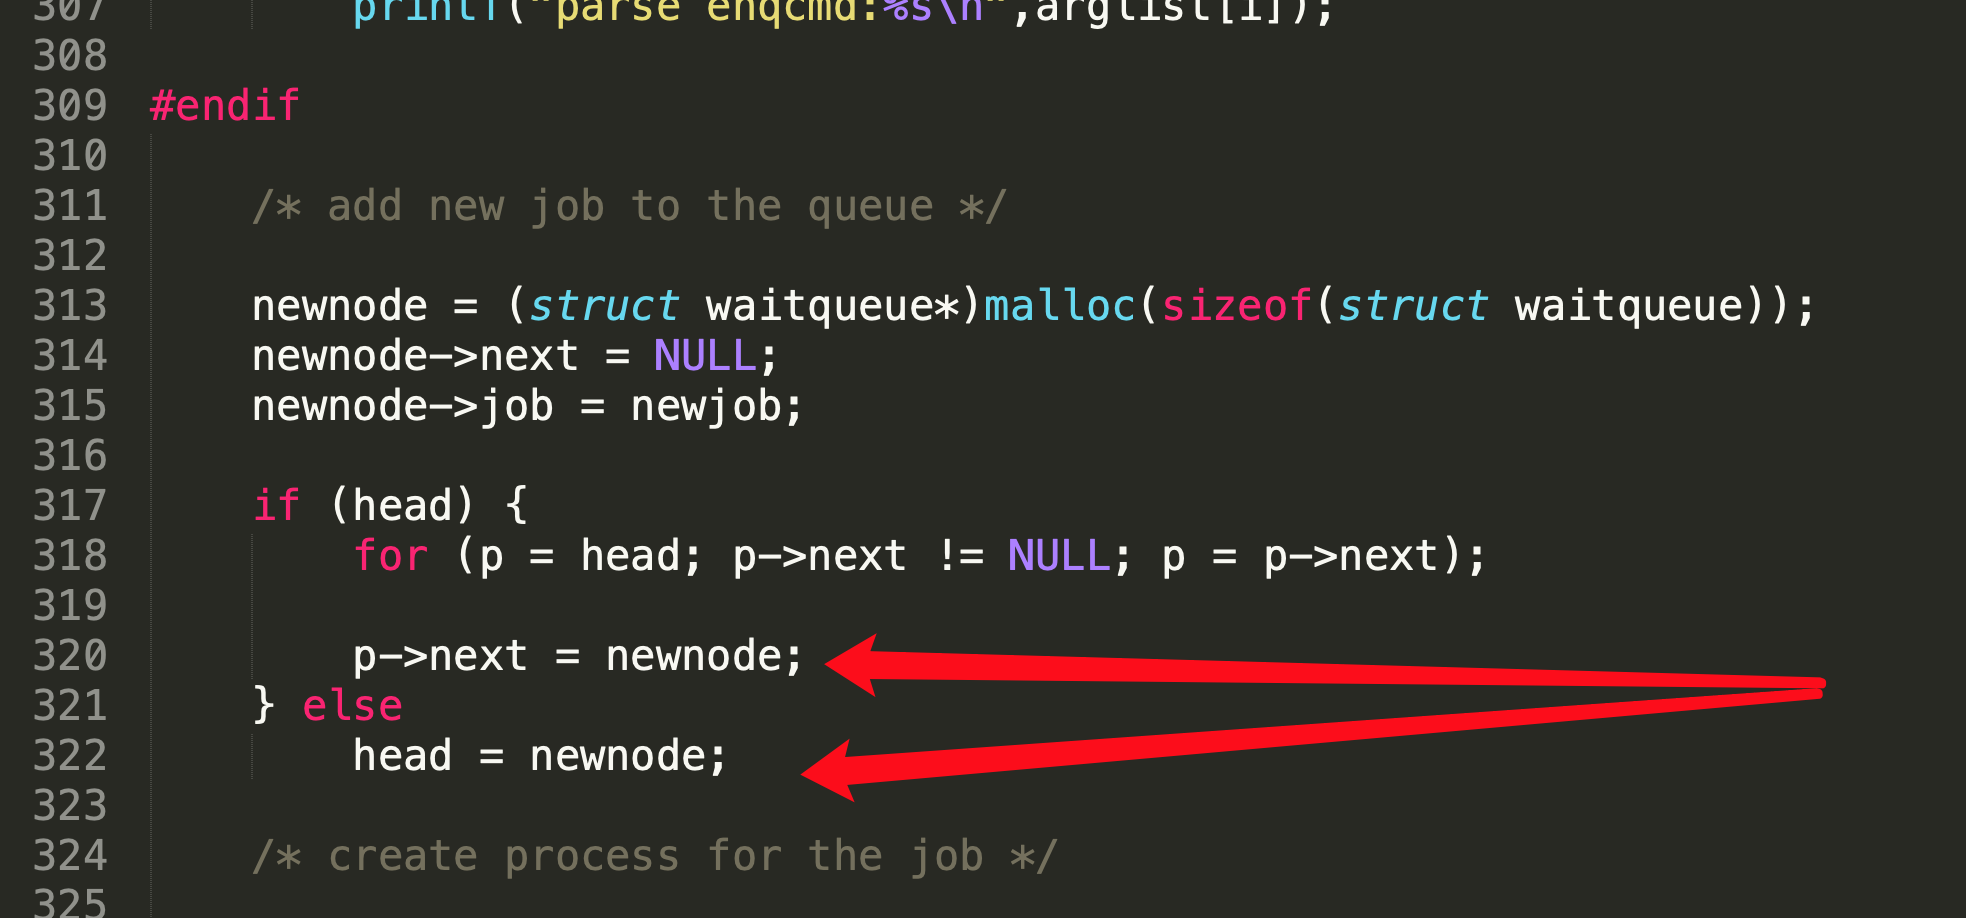 307 printf("parse enqcmd:%s\n",arglist[i]);
308
309 #endif
310
311 /* add new job to the queue */
312
313 newnode = (struct waitqueue*)malloc(sizeof(struct waitqueue));
314 newnode->next = NULL;
315 newnode->job = newjob;
316
317 if (head) {
318 for (p = head; p->next != NULL; p = p->next);
319
320 p->next = newnode;
321 } else
322 head = newnode;
323
324 /* create process for the job */
325